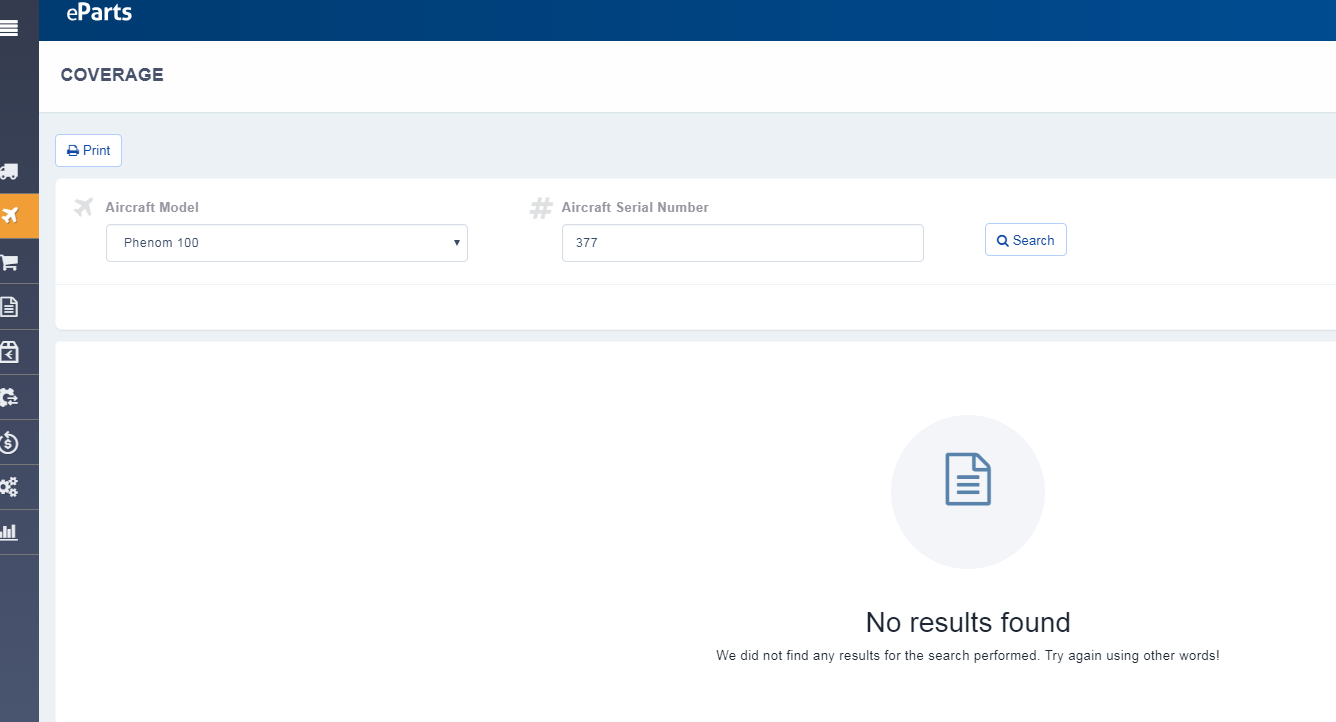 eParts
COVERAGE
Print
Aircraft Model
Aircraft Serial Number
Phenom 100
377
Search
No results found
We did not find any results for the search performed. Try again using other words!